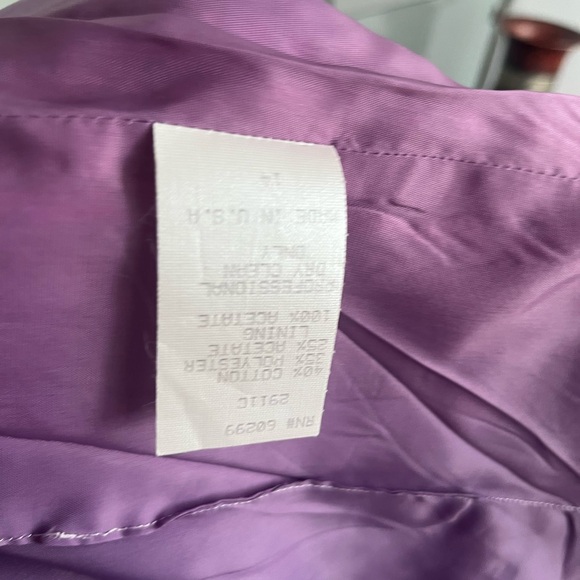 RN# 60299
2911C
40% COTTON
35% POLYESTER
25% ACETATE
LINING
100% ACETATE
PROFESSIONAL
DRY CLEAN
ONLY
MADE IN U.S.A
14